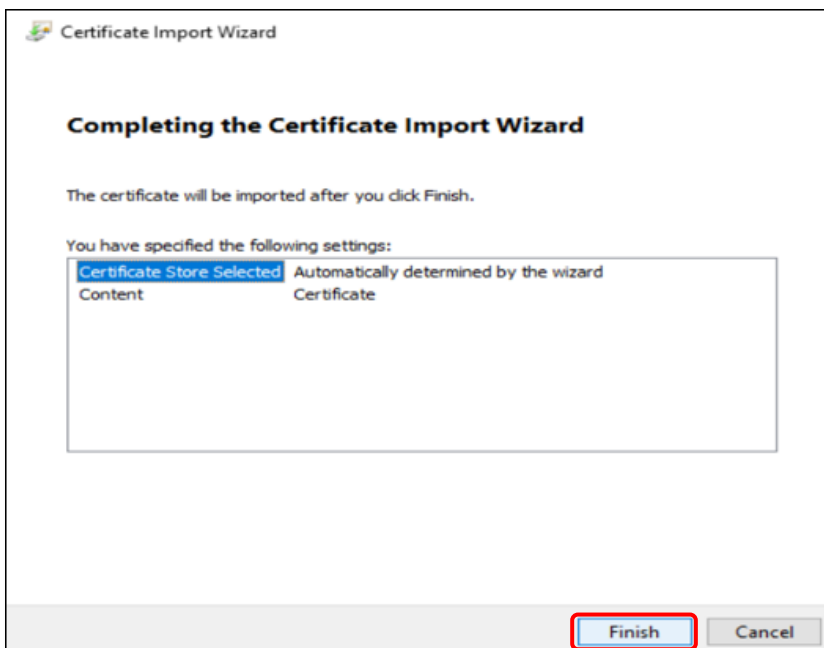 Certificate Import Wizard
Completing the Certificate Import Wizard
The certificate will be imported after you click Finish.
You have specified the following settings:
Certificate Store Selected Automatically determined by the wizard
Content Certificate
Finish Cancel